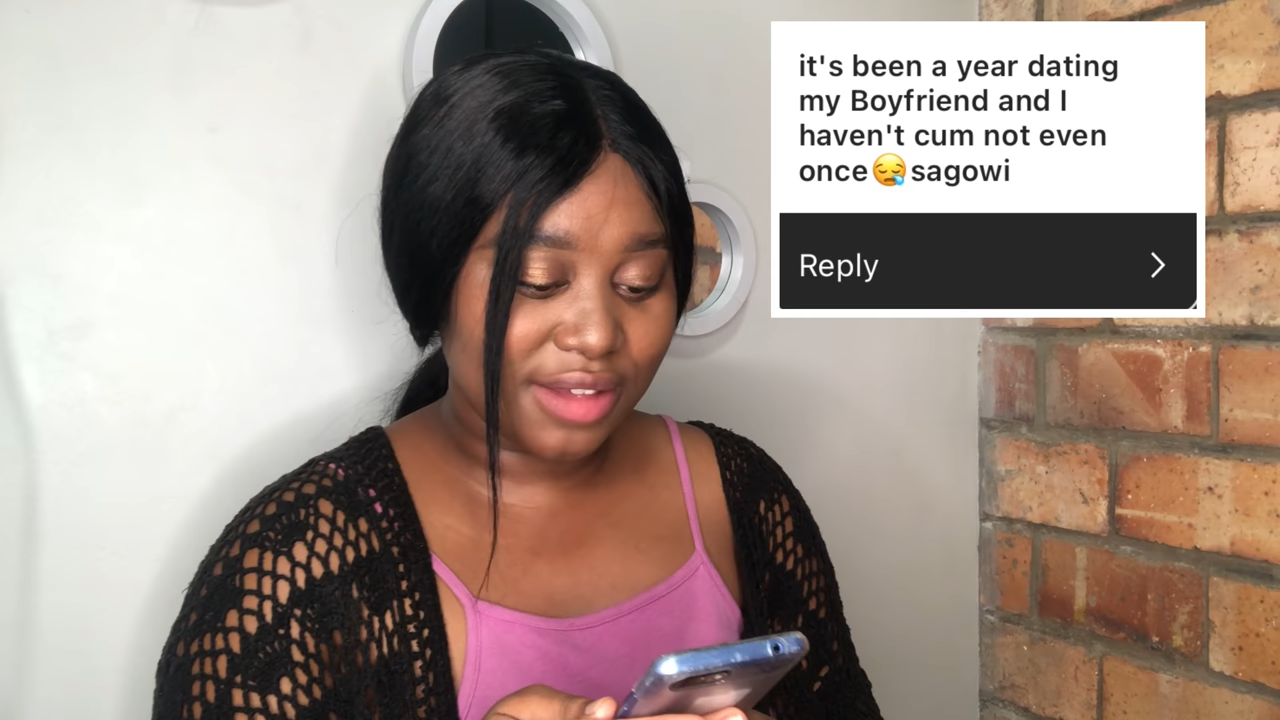 it's been a year dating
my Boyfriend and I
haven't cum not even
once😪sagowi
Reply